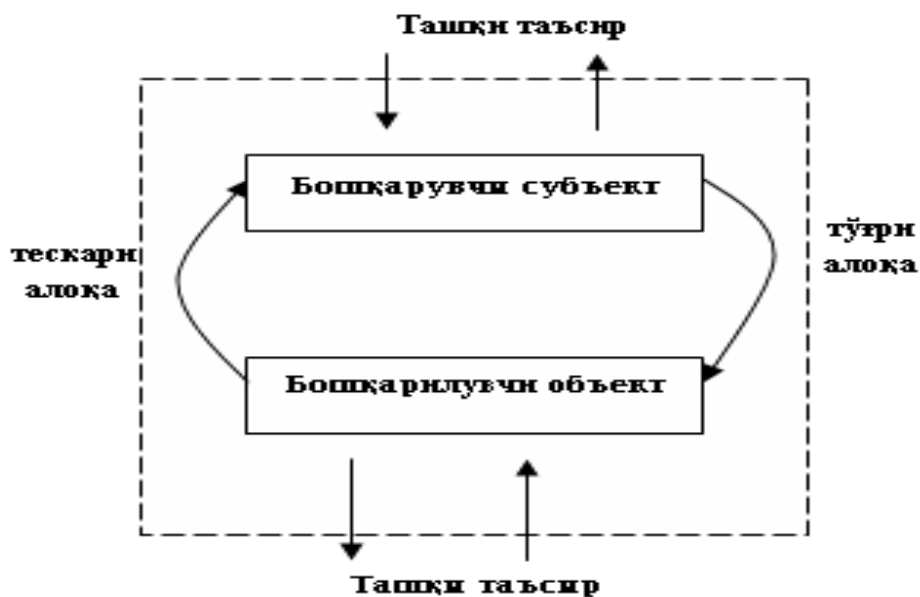 Ташқи таъсир
Бошқарувчи субъект
тескари
алоқа
тўғри
алоқа
Бошқарилувчи объект
Ташқи таъсир